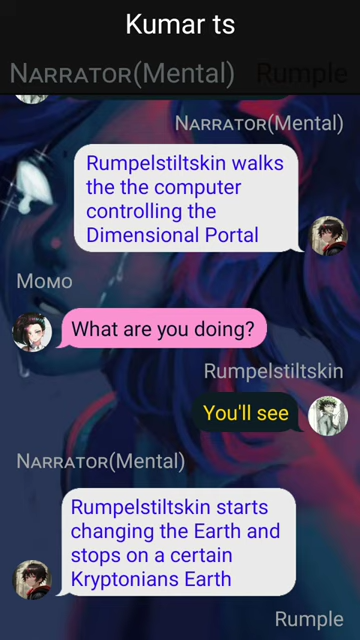 Kumar ts
Narrator(Mental) Rumple
Narrator(Mental)
Rumpelstiltskin walks
the the computer
controlling the
Dimensional Portal
Momo
What are you doing?
Rumpelstiltskin
You'll see
Narrator(Mental)
Rumpelstiltskin starts
changing the Earth and
stops on a certain
Kryptonians Earth
Rumple